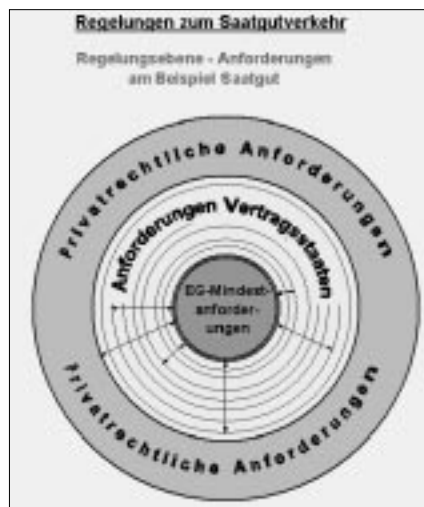 Regelungen zum Saatgutverkehr
Regelungsebene - Anforderungen
am Beispiel Saatgut
Privatrechtliche Anforderungen
Anforderungen Vertragsstaaten
EG-Mindest-
anforder-
ungen
Privatrechtliche Anforderungen